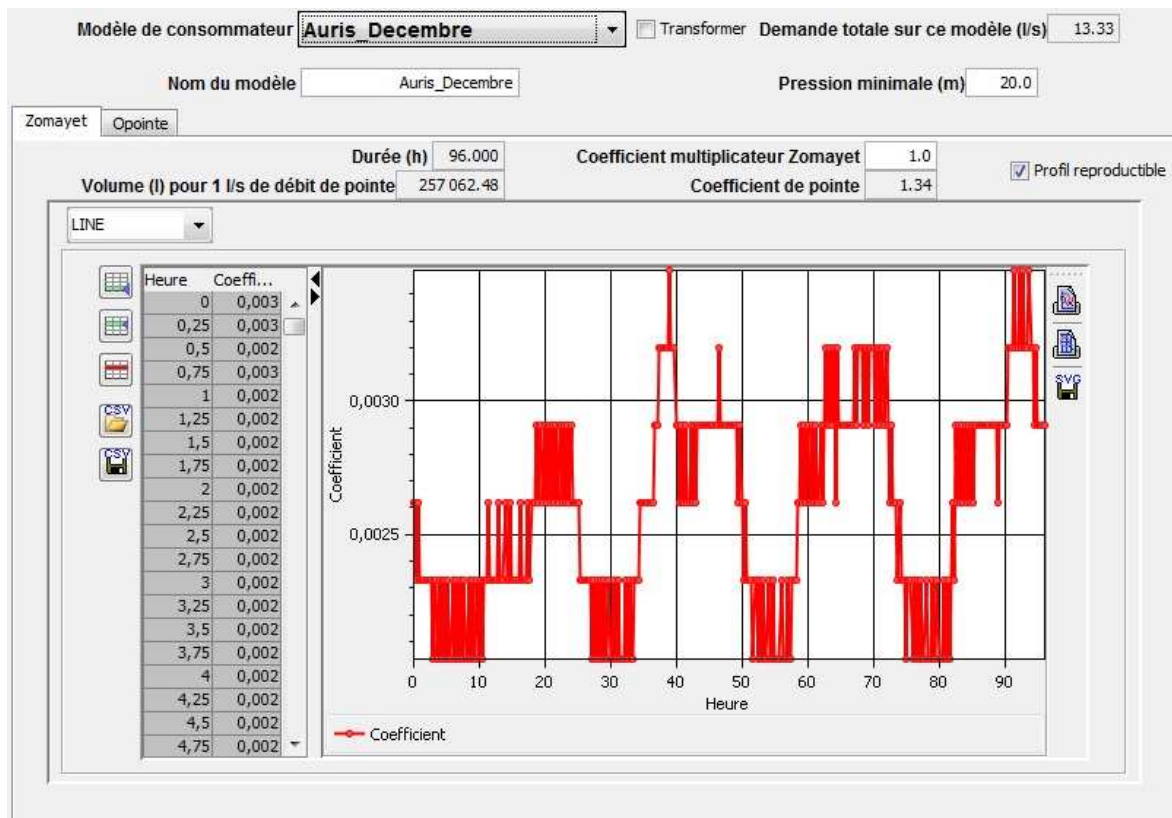 Modèle de consommateur Auris_Decembre Transformer Demande totale sur ce modèle (l/s) 13.33
Nom du modèle Auris_Decembre Pression minimale (m) 20.0
Zomayet Opointe
Durée (h) 96.000 Coefficient multiplicateur Zomayet 1.0
Profil reproductible
Volume (l) pour 1 l/s de débit de pointe 257 062.48 Coefficient de pointe 1.34
LINE
Heure Coeffi...
0 0,003
0,25 0,003
0,5 0,002
0,75 0,003
1 0,002
1,25 0,002
1,5 0,002
1,75 0,002
2 0,002
2,25 0,002
2,5 0,002
2,75 0,002
3 0,002
3,25 0,002
3,5 0,002
3,75 0,002
4 0,002
4,25 0,002
4,5 0,002
4,75 0,002
CSV
CSV
Coefficient
0,0030
0,0025
0 10 20 30 40 50 60 70 80 90
Heure
Coefficient
SVG